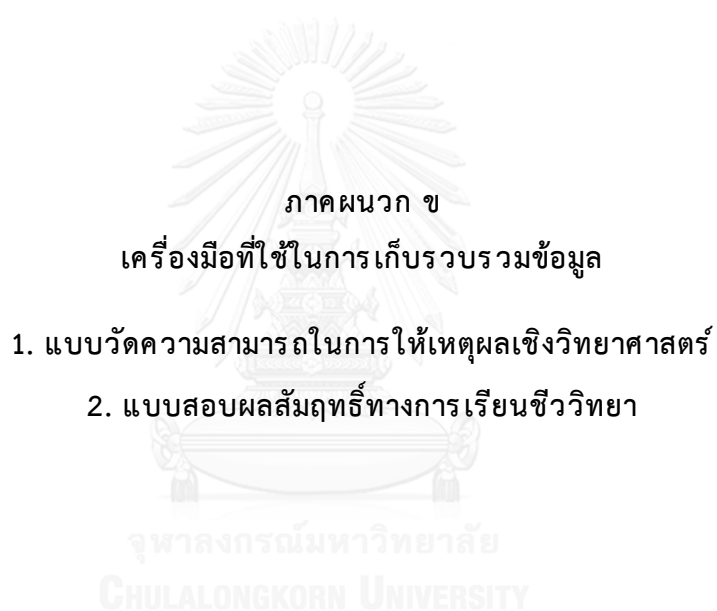 ภาคผนวก ข
เครื่องมือที่ใช้ในการเก็บรวบรวมข้อมูล
1. แบบวัดความสามารถในการให้เหตุผลเชิงวิทยาศาสตร์
2. แบบสอบผลสัมฤทธิ์ทางการเรียนชีววิทยา
จุฬาลงกรณ์มหาวิทยาลัย
CHULALONGKORN UNIVERSITY